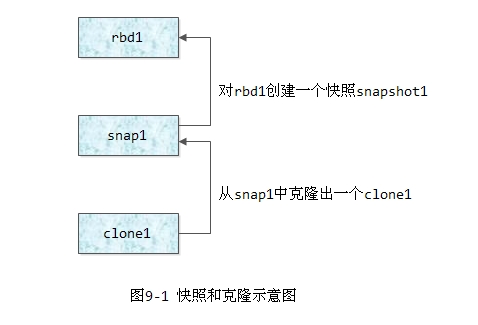 rbd1
对rbd1创建一个快照snapshot1
snap1
从snap1中克隆出一个clone1
clone1
图9-1 快照和克隆示意图